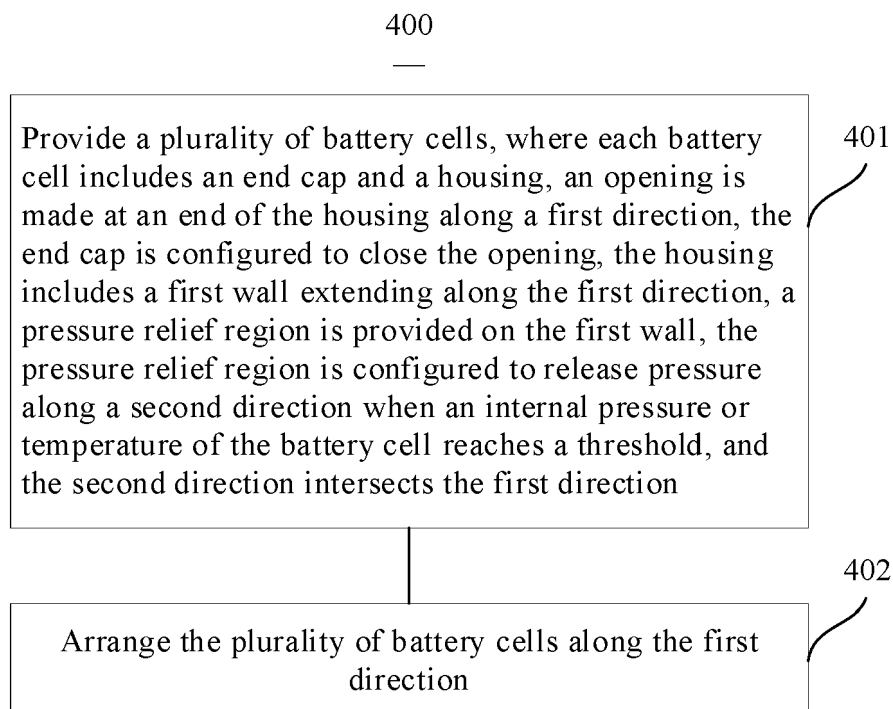 400
Provide a plurality of battery cells, where each battery
cell includes an end cap and a housing, an opening is
made at an end of the housing along a first direction, the
end cap is configured to close the opening, the housing
includes a first wall extending along the first direction, a
pressure relief region is provided on the first wall, the
pressure relief region is configured to release pressure
along a second direction when an internal pressure or
temperature of the battery cell reaches a threshold, and
the second direction intersects the first direction
401
Arrange the plurality of battery cells along the first
direction
402